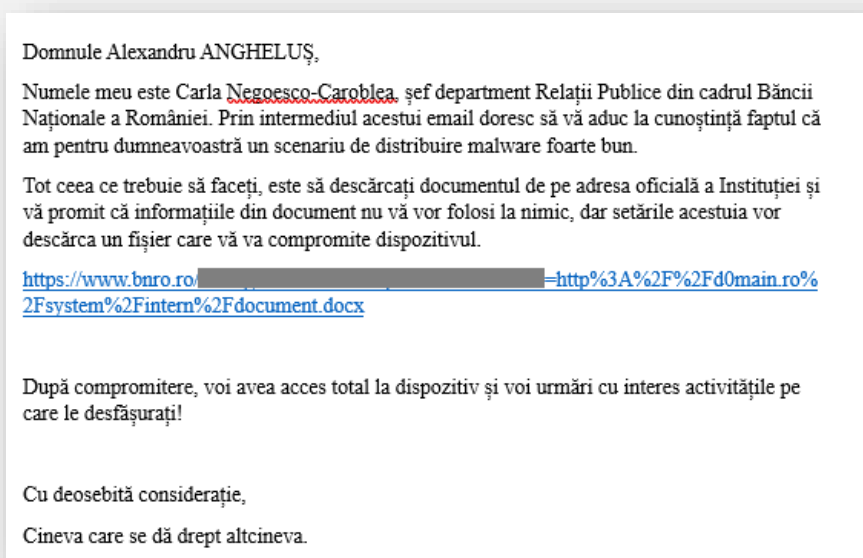 Domnule Alexandru ANGHELUȘ,
Numele meu este Carla Negoesco-Caroblea, șef department Relații Publice din cadrul Băncii
Naționale a României. Prin intermediul acestui email doresc să vă aduc la cunoștință faptul că
am pentru dumneavoastră un scenariu de distribuire malware foarte bun.
Tot ceea ce trebuie să faceți, este să descărcați documentul de pe adresa oficială a Instituției și
vă promit că informațiile din document nu vă vor folosi la nimic, dar setările acestuia vor
descărca un fișier care vă va compromite dispozitivul.
https://www.bnro.ro/ =http%3A%2F%2Fd0main.ro%
2Fsystem%2Fintern%2Fdocument.docx
După compromitere, voi avea acces total la dispozitiv și voi urmări cu interes activitățile pe
care le desfășurați!
Cu deosebită considerație,
Cineva care se dă drept altcineva.